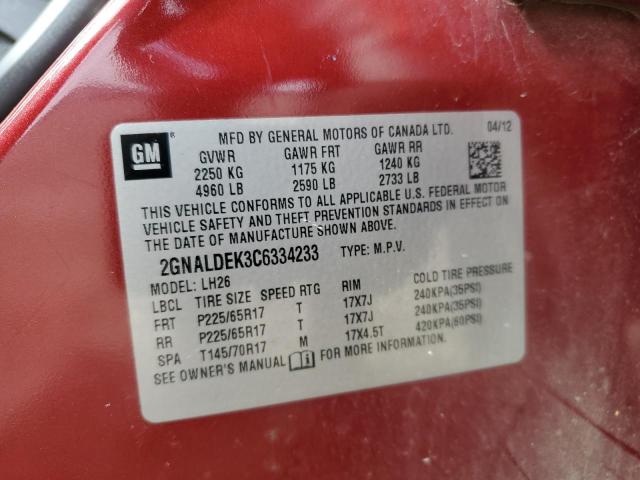 GM
®
MFD BY GENERAL MOTORS OF CANADA LTD. 04/12
GVWR GAWR FRT GAWR RR
2250 KG 1175 KG 1240 KG
4960 LB 2590 LB 2733 LB
THIS VEHICLE CONFORMS TO ALL APPLICABLE U.S. FEDERAL MOTOR
VEHICLE SAFETY AND THEFT PREVENTION STANDARDS IN EFFECT ON
THE DATE OF MANUFACTURE SHOWN ABOVE.
2GNALDEK3C6334233 TYPE: M.P.V.
MODEL: LH26
LBCL TIRE SIZE SPEED RTG RIM COLD TIRE PRESSURE
FRT P225/65R17 T 17X7J 240KPA(35PSI)
RR P225/65R17 T 17X7J 240KPA(35PSI)
SPA T145/70R17 M 17X4.5T 420KPA(60PSI)
SEE OWNER'S MANUAL FOR MORE INFORMATION.